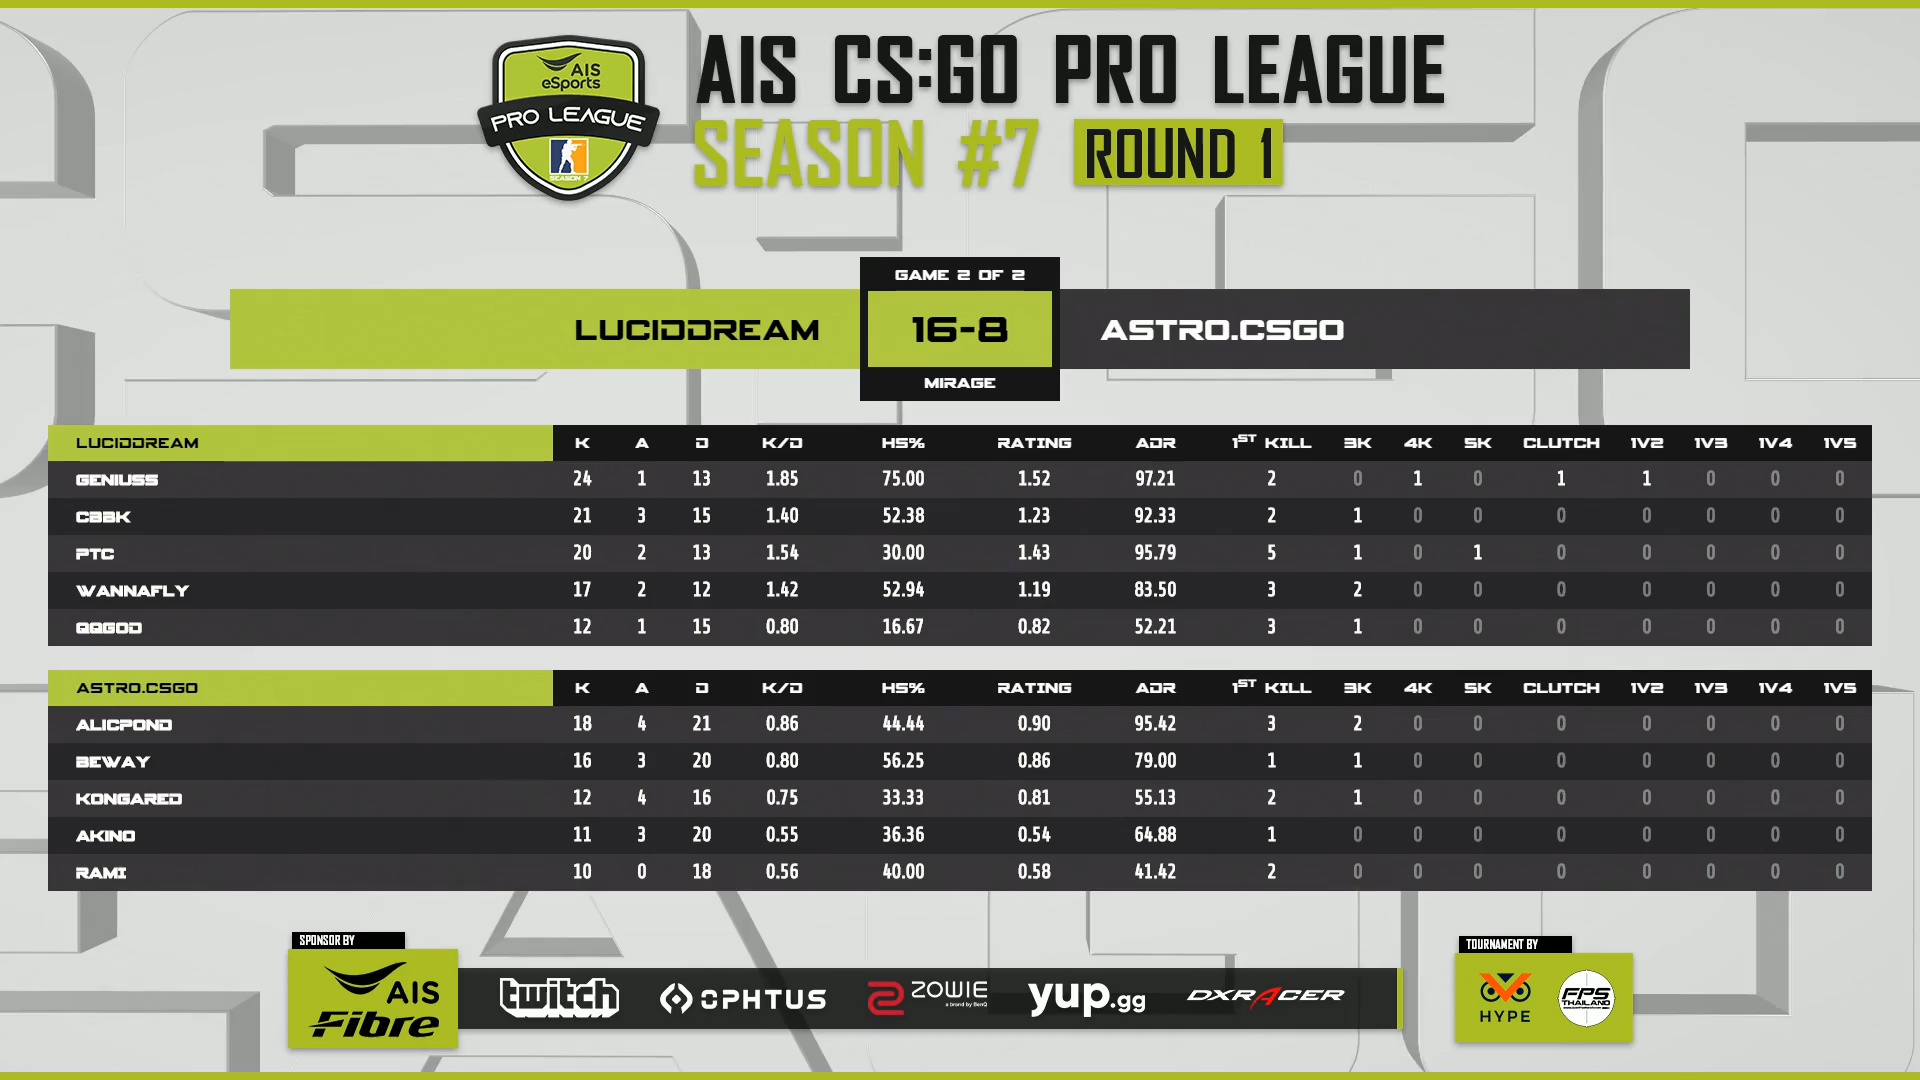 AIS
eSports
PRO LEAGUE
SEASON 7
AIS CS:GO PRO LEAGUE
SEASON #7 ROUND 1
GAME 2 OF 2
LUCIDDREAM 16-8 ASTRO.CSGO
MIRAGE
LUCIDDREAM K A D K/D HS% RATING ADR 1ST KILL 3K 4K 5K CLUTCH 1V2 1V3 1V4 1V5
GENIUSS 24 1 13 1.85 75.00 1.52 97.21 2 0 1 0 1 1 0 0 0
CBBK 21 3 15 1.40 52.38 1.23 92.33 2 1 0 0 0 0 0 0 0
PTC 20 2 13 1.54 30.00 1.43 95.79 5 1 0 1 0 0 0 0 0
WANNAFLY 17 2 12 1.42 52.94 1.19 83.50 3 2 0 0 0 0 0 0 0
QQGOD 12 1 15 0.80 16.67 0.82 52.21 3 1 0 0 0 0 0 0 0
ASTRO.CSGO K A D K/D HS% RATING ADR 1ST KILL 3K 4K 5K CLUTCH 1V2 1V3 1V4 1V5
ALICPOND 18 4 21 0.86 44.44 0.90 95.42 3 2 0 0 0 0 0 0 0
BEWAY 16 3 20 0.80 56.25 0.86 79.00 1 1 0 0 0 0 0 0 0
KONGARED 12 4 16 0.75 33.33 0.81 55.13 2 1 0 0 0 0 0 0 0
AKINO 11 3 20 0.55 36.36 0.54 64.88 1 0 0 0 0 0 0 0 0
RAMI 10 0 18 0.56 40.00 0.58 41.42 2 0 0 0 0 0 0 0 0
SPONSOR BY
AIS
Fibre
twitch
OPHTUS
ZOWIE
a brand by BenQ
yup.gg
DXRACER
TOURNAMENT BY
HYPE
FPS
THAILAND